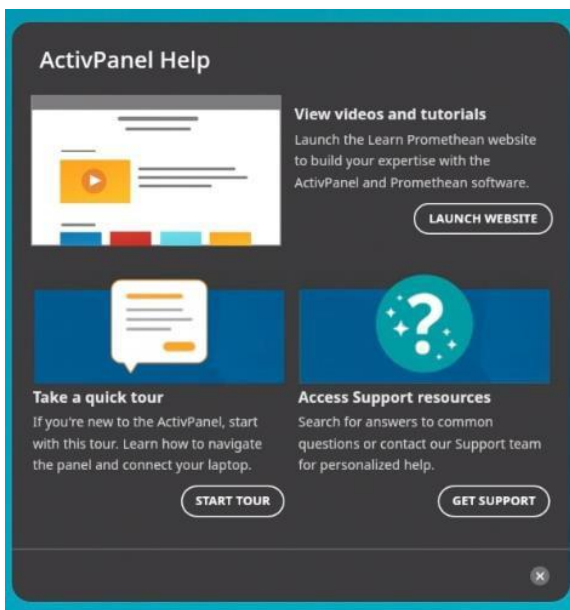 ActivPanel Help
View videos and tutorials
Launch the Learn Promethean website
to build your expertise with the
ActivPanel and Promethean software.
LAUNCH WEBSITE
Take a quick tour
If you're new to the ActivPanel, start
with this tour. Learn how to navigate
the panel and connect your laptop.
START TOUR
Access Support resources
Search for answers to common
questions or contact our Support team
for personalized help.
GET SUPPORT